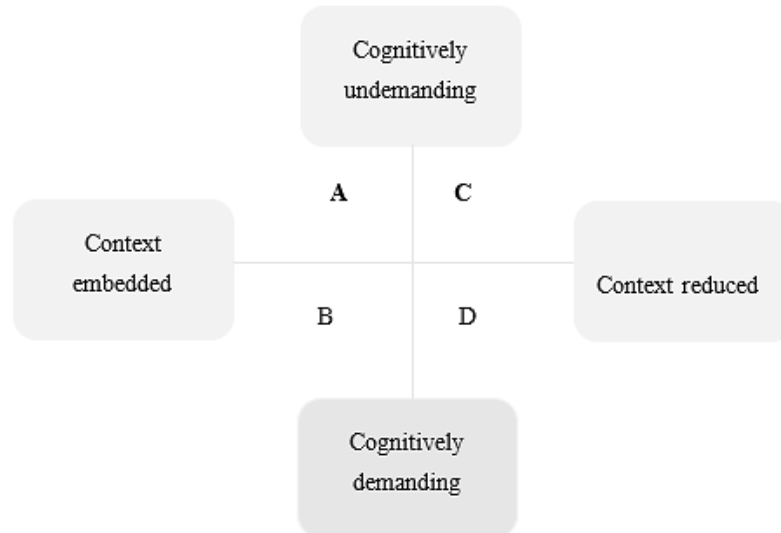 Cognitively
undemanding
A
C
Context
embedded
Context reduced
B
D
Cognitively
demanding